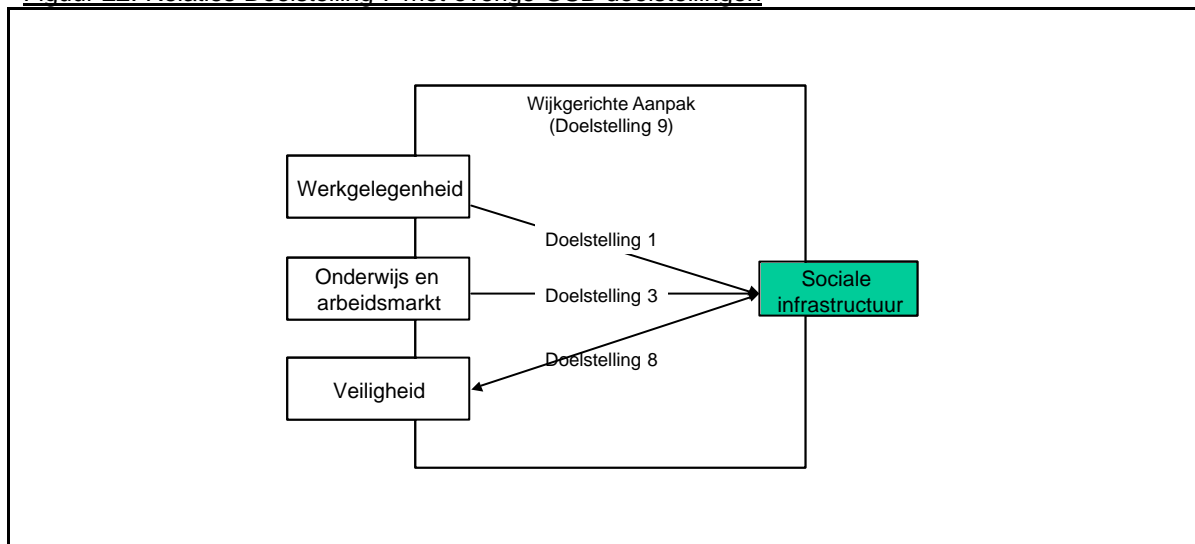 Wijkgerichte Aanpak
(Doelstelling 9)
Werkgelegenheid
Doelstelling 1
Onderwijs en
arbeidsmarkt
Doelstelling 3
Sociale
infrastructuur
Doelstelling 8
Veiligheid